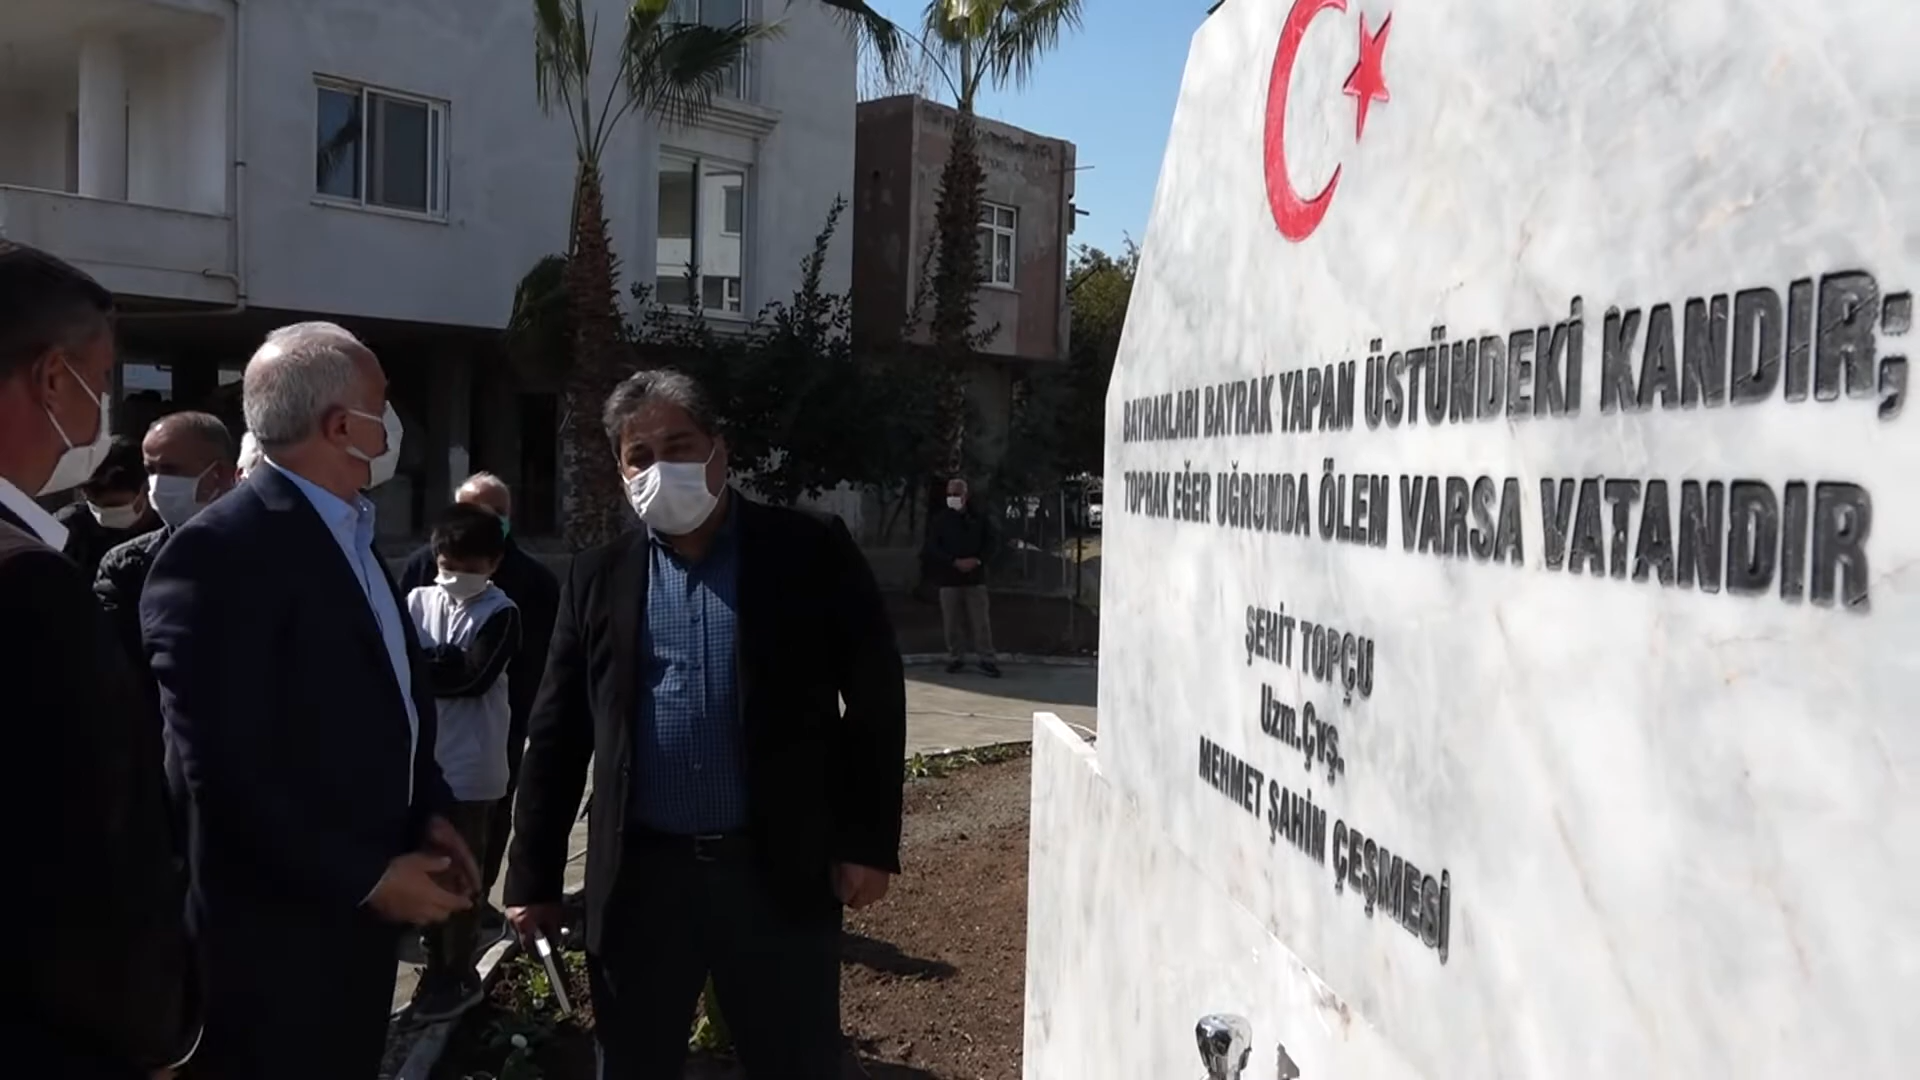 BAYRAKLARI BAYRAK YAPAN ÜSTÜNDEKİ KANDIR;
TOPRAK EĞER UĞRUNDA ÖLEN VARSA VATANDIR
ŞEHİT TOPÇU
Uzm.Çvş.
MEHMET ŞAHİN ÇEŞMESİ